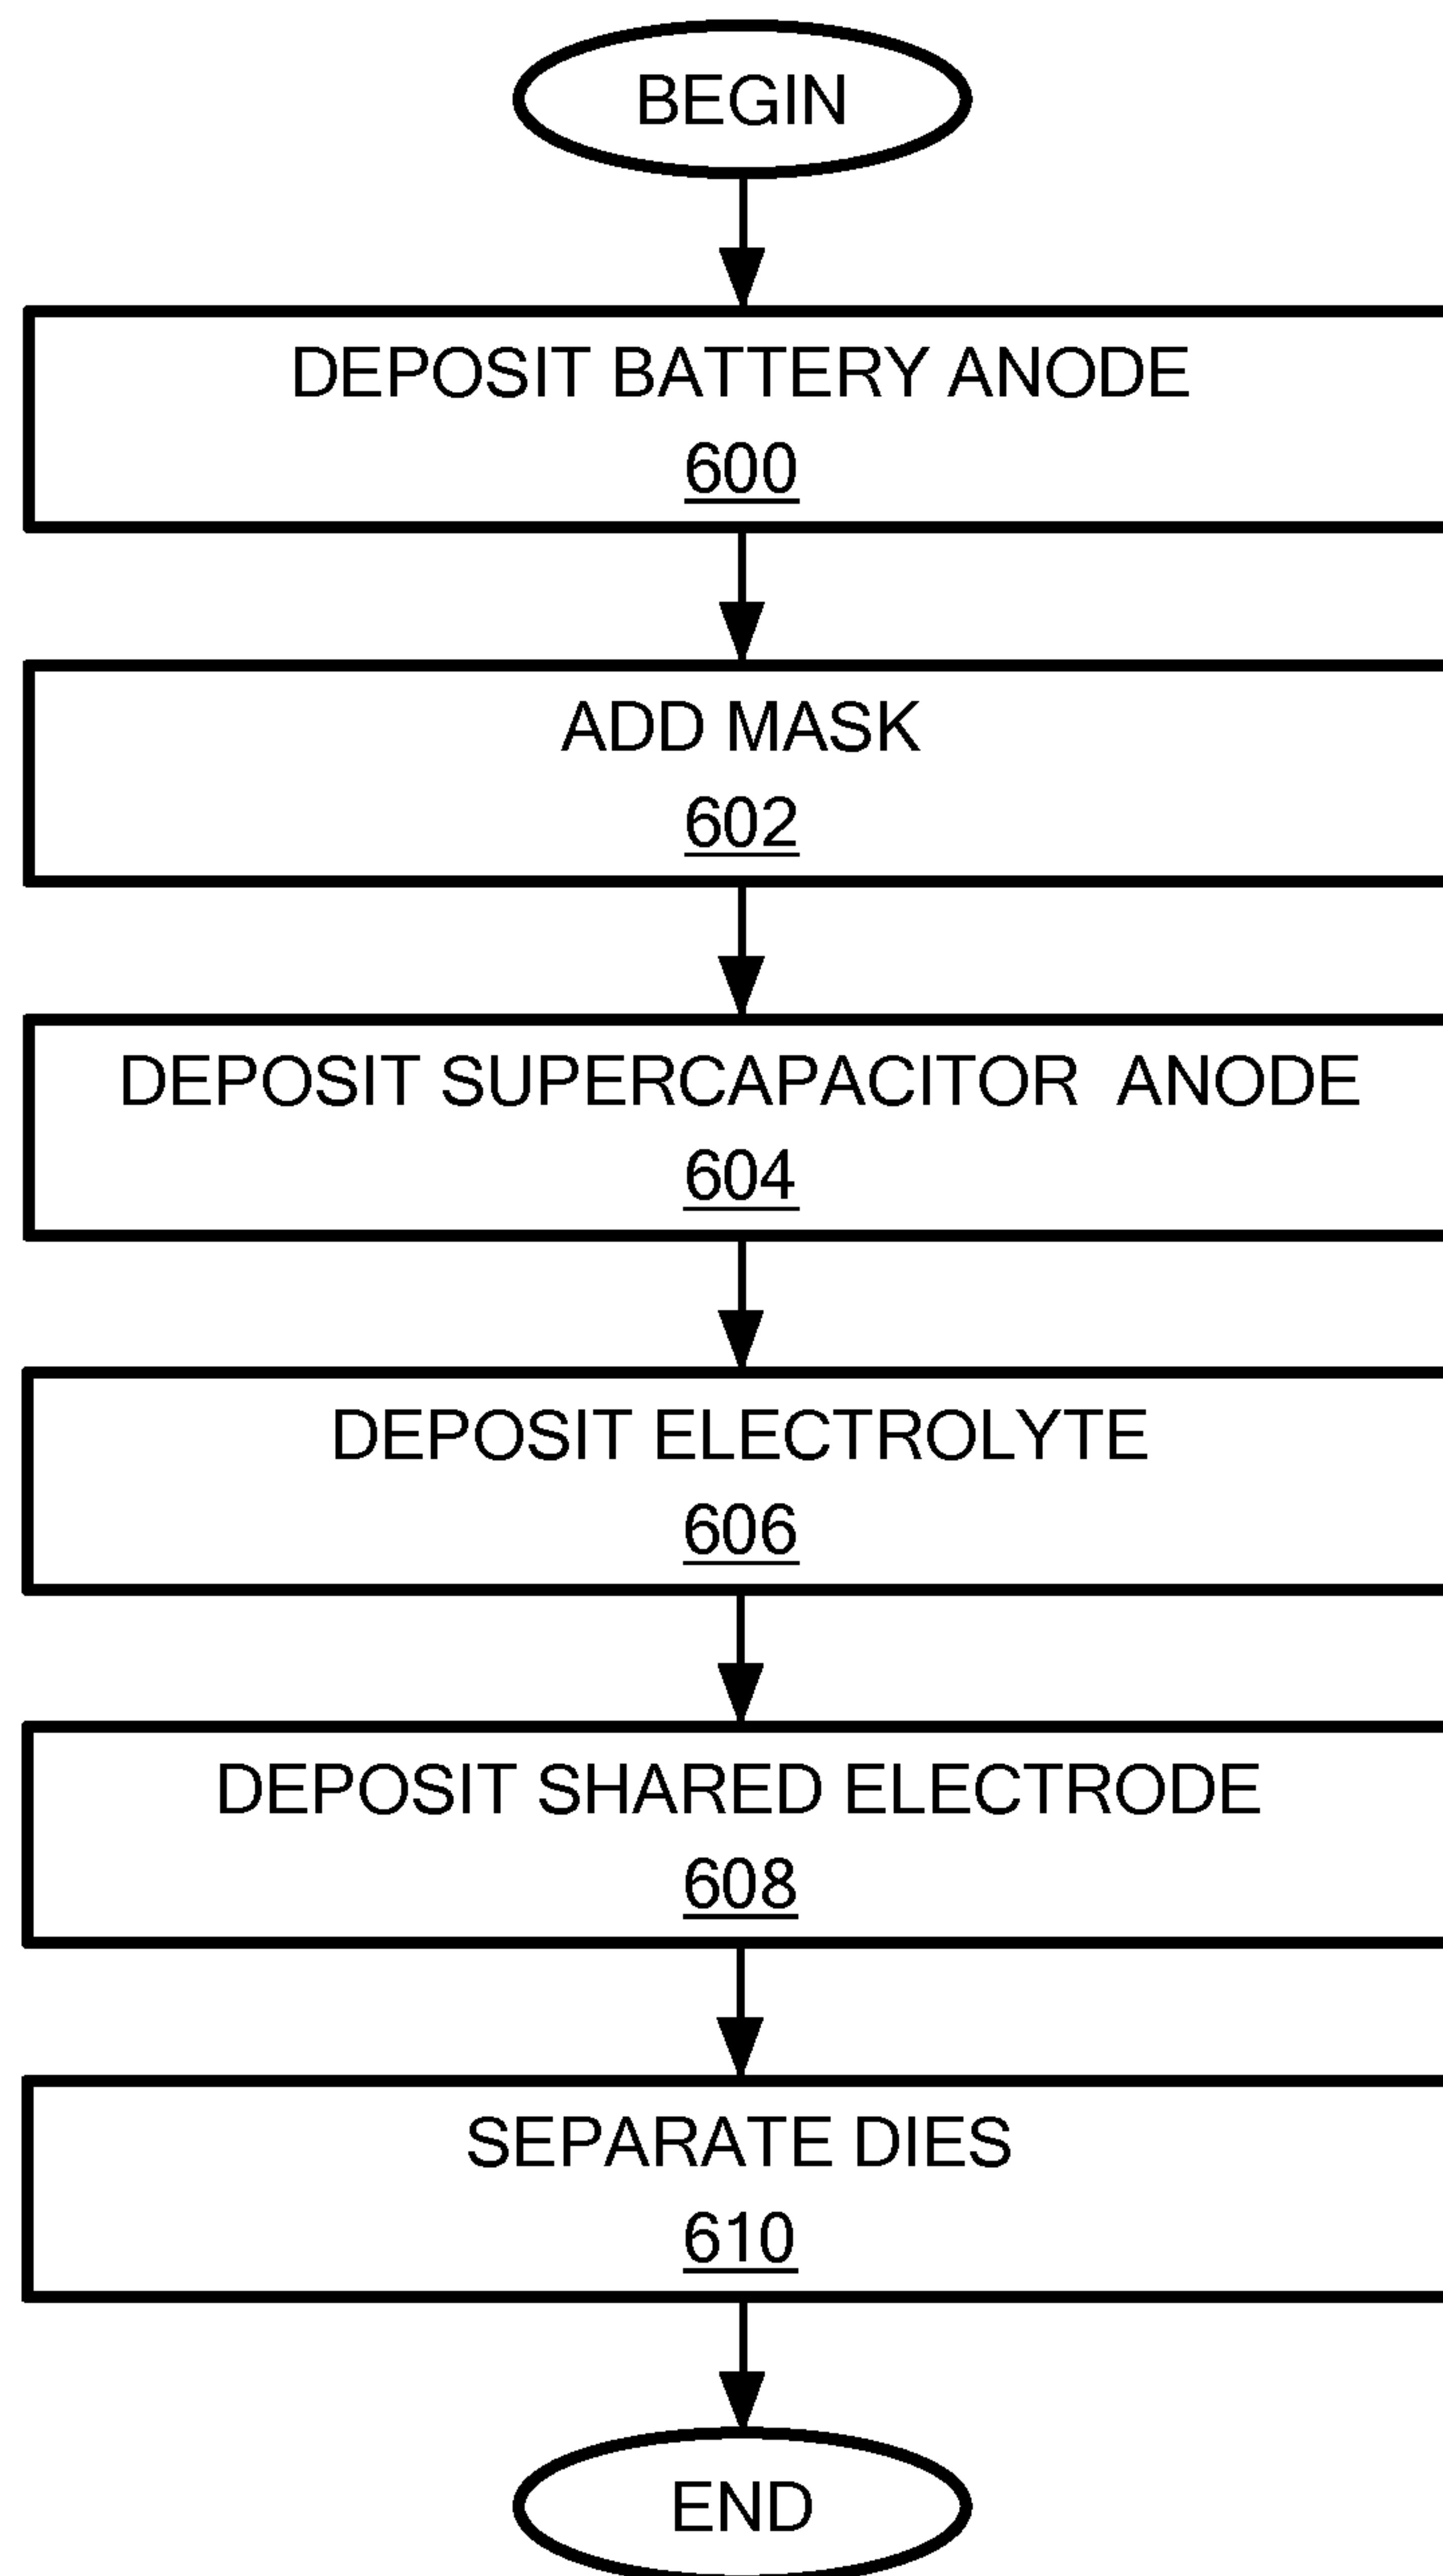 BEGIN
DEPOSIT BATTERY ANODE
600
ADD MASK
602
DEPOSIT SUPERCAPACITOR ANODE
604
DEPOSIT ELECTROLYTE
606
DEPOSIT SHARED ELECTRODE
608
SEPARATE DIES
610
END